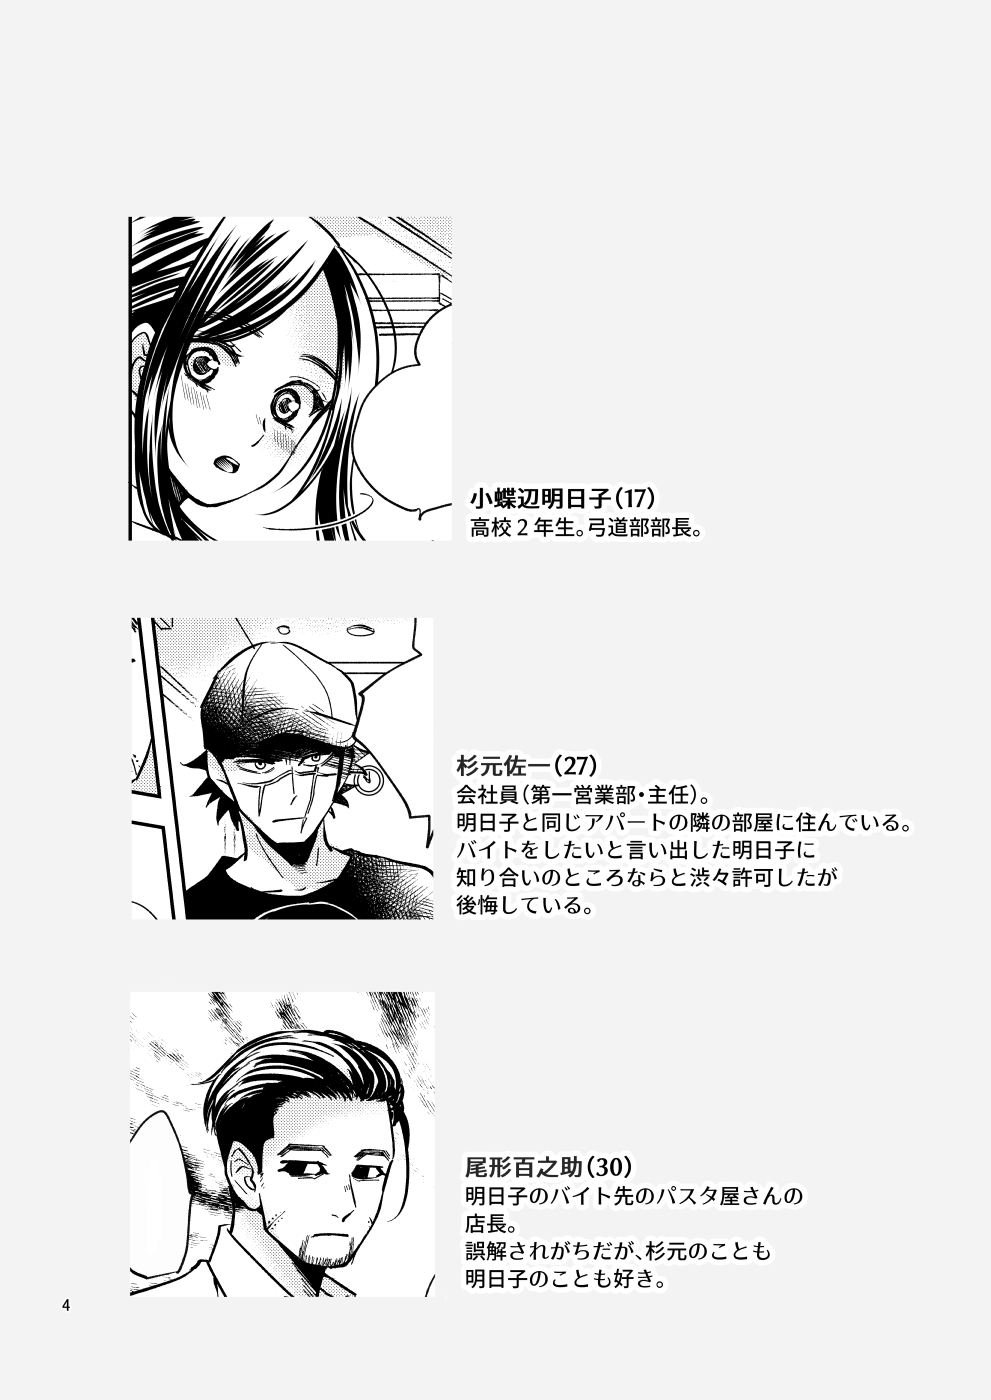 小蝶辺明日子（17）
高校２年生。弓道部部長。
杉元佐一（27）
会社員（第一営業部・主任）。
明日子と同じアパートの隣の部屋に住んでいる。
バイトをしたいと言い出した明日子に
知り合いのところならと渋々許可したが
後悔している。
尾形百之助（30）
明日子のバイト先のパスタ屋さんの
店長。
誤解されがちだが、杉元のことも
明日子のことも好き。
4